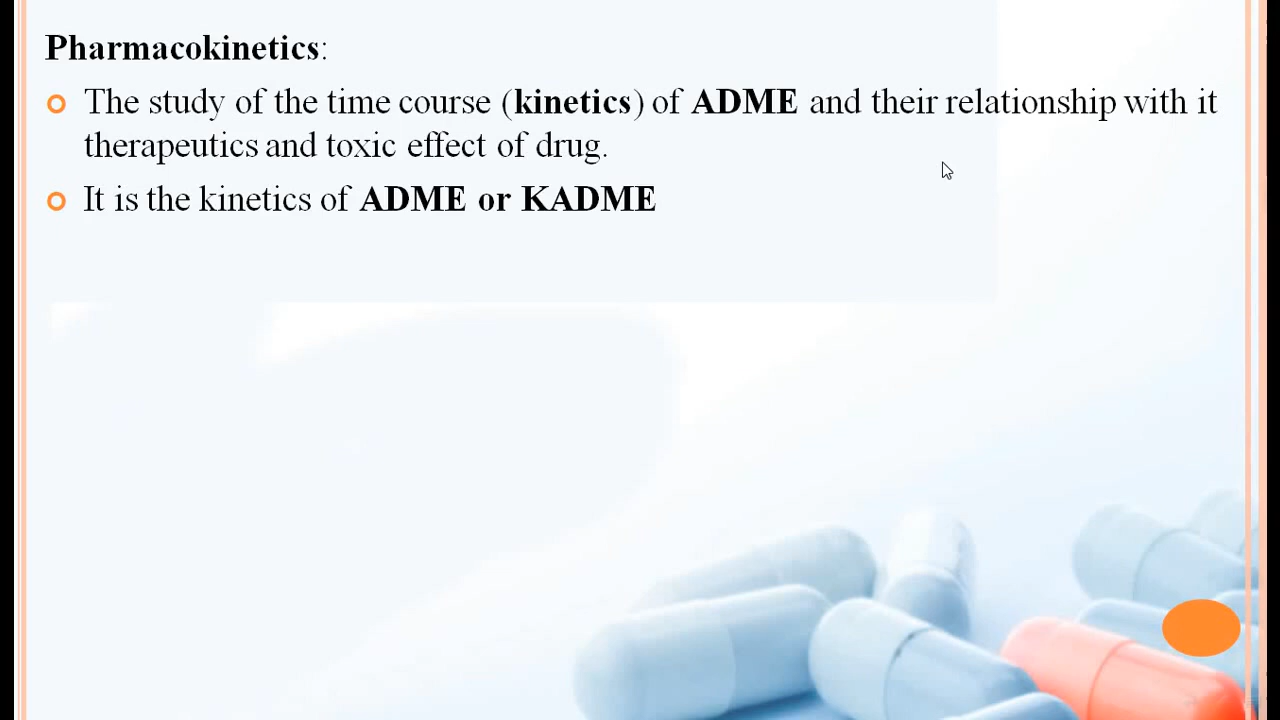 Pharmacokinetics:
The study of the time course (kinetics) of ADME and their relationship with it
therapeutics and toxic effect of drug.
It is the kinetics of ADME or KADME